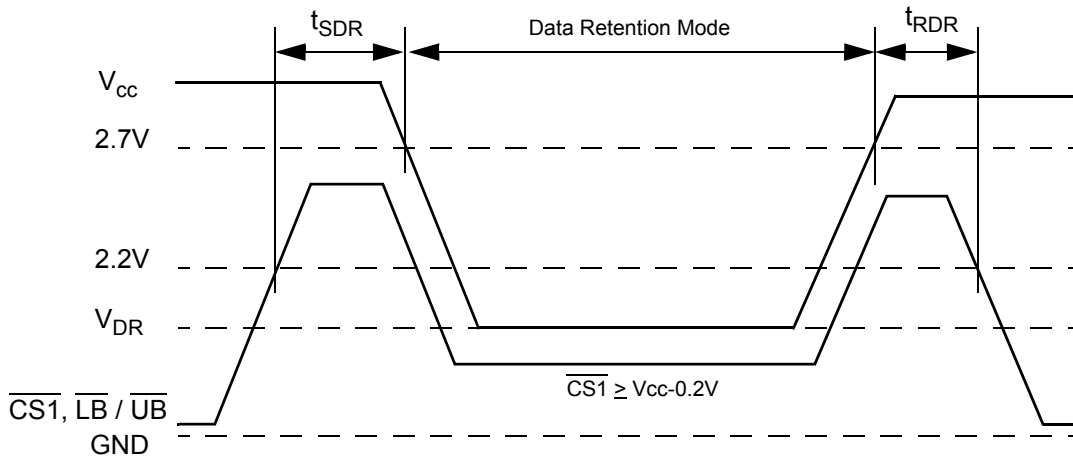 tSDR
Data Retention Mode
tRDR
Vcc
2.7V
2.2V
VDR
CS1 ≥ Vcc-0.2V
CS1, LB / UB
GND